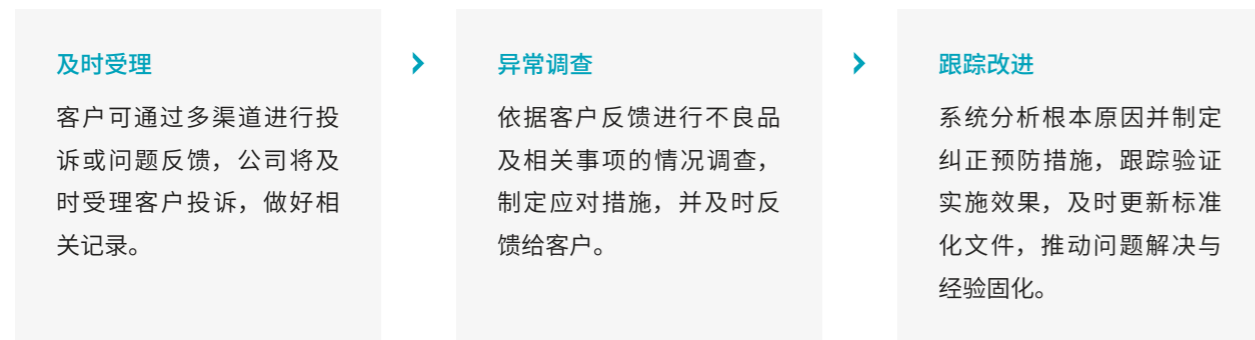 及时受理
客户可通过多渠道进行投
诉或问题反馈，公司将及
时受理客户投诉，做好相
关记录。
异常调查
依据客户反馈进行不良品
及相关事项的情况调查，
制定应对措施，并及时反
馈给客户。
跟踪改进
系统分析根本原因并制定
纠正预防措施，跟踪验证
实施效果，及时更新标准
化文件，推动问题解决与
经验固化。